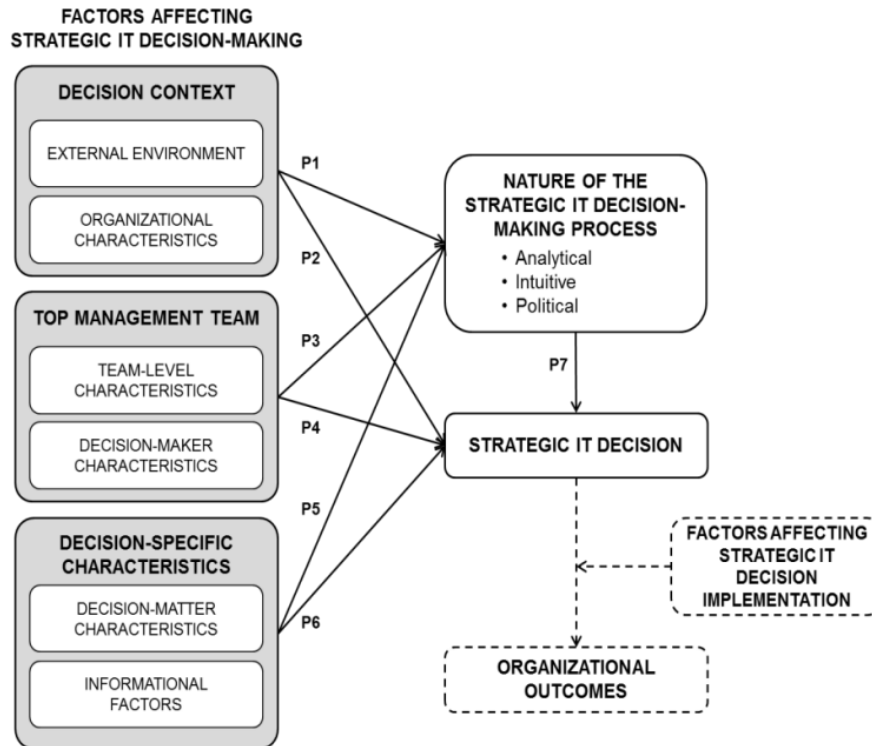 FACTORS AFFECTING
STRATEGIC IT DECISION-MAKING
DECISION CONTEXT
EXTERNAL ENVIRONMENT
ORGANIZATIONAL
CHARACTERISTICS
TOP MANAGEMENT TEAM
TEAM-LEVEL
CHARACTERISTICS
DECISION-MAKER
CHARACTERISTICS
DECISION-SPECIFIC
CHARACTERISTICS
DECISION-MATTER
CHARACTERISTICS
INFORMATIONAL
FACTORS
P1
P2
P3
P4
P5
P6
NATURE OF THE
STRATEGIC IT DECISION-
MAKING PROCESS
• Analytical
• Intuitive
• Political
P7
STRATEGIC IT DECISION
FACTORS AFFECTING
STRATEGIC IT
DECISION
IMPLEMENTATION
ORGANIZATIONAL
OUTCOMES